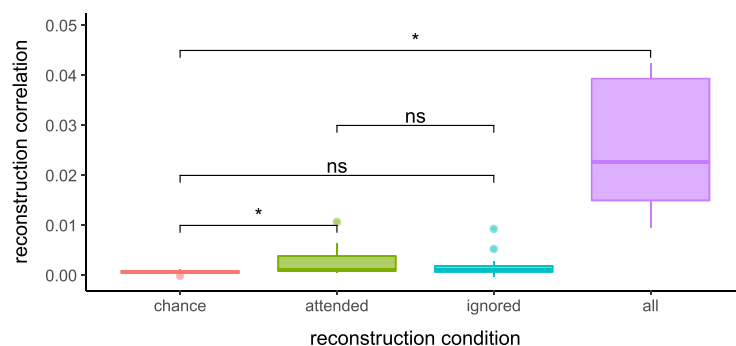 reconstruction correlation
0.05
0.04
0.03
0.02
0.01
0.00
*
ns
ns
*
chance attended ignored all
reconstruction condition